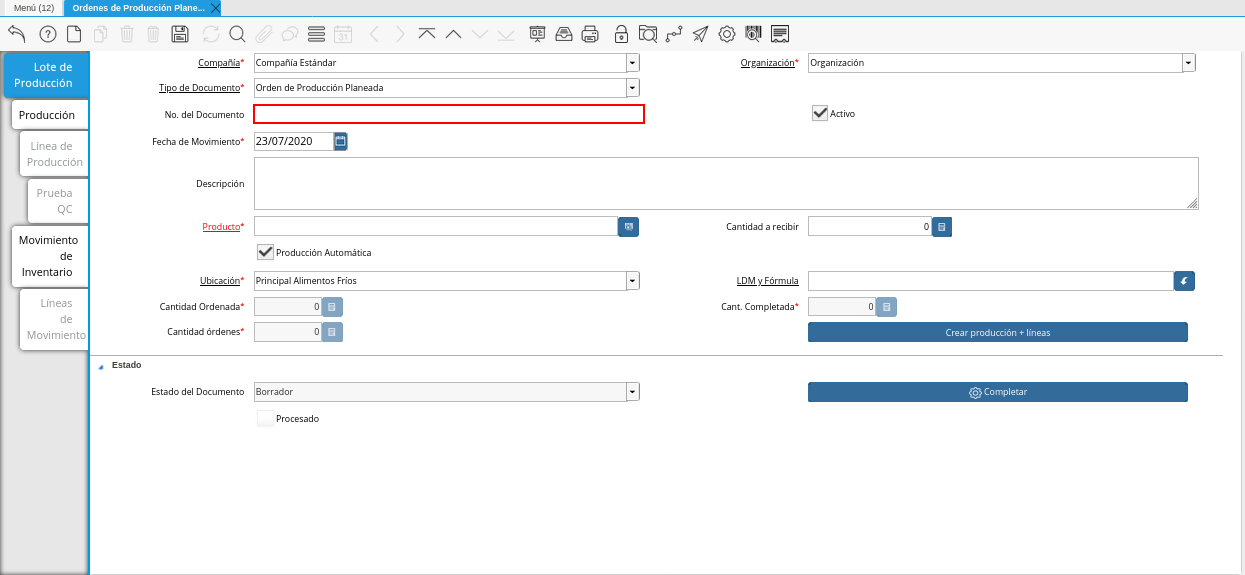 Menú (12)
Ordenes de Producción Plane...
31
Lote de
Producción
Producción
Línea de
Producción
Prueba
QC
Movimiento
de
Inventario
Líneas
de
Movimiento
Compañía* Compañía Estándar Organización* Organización
Tipo de Documento* Orden de Producción Planeada
No. del Documento Activo
Fecha de Movimiento* 23/07/2020
Descripción
Producto* Cantidad a recibir 0
Producción Automática
Ubicación* Principal Alimentos Fríos LDM y Fórmula
Cantidad Ordenada* 0 Cant. Completada* 0
Cantidad órdenes* 0 Crear producción + líneas
Estado
Estado del Documento Borrador Completar
Procesado